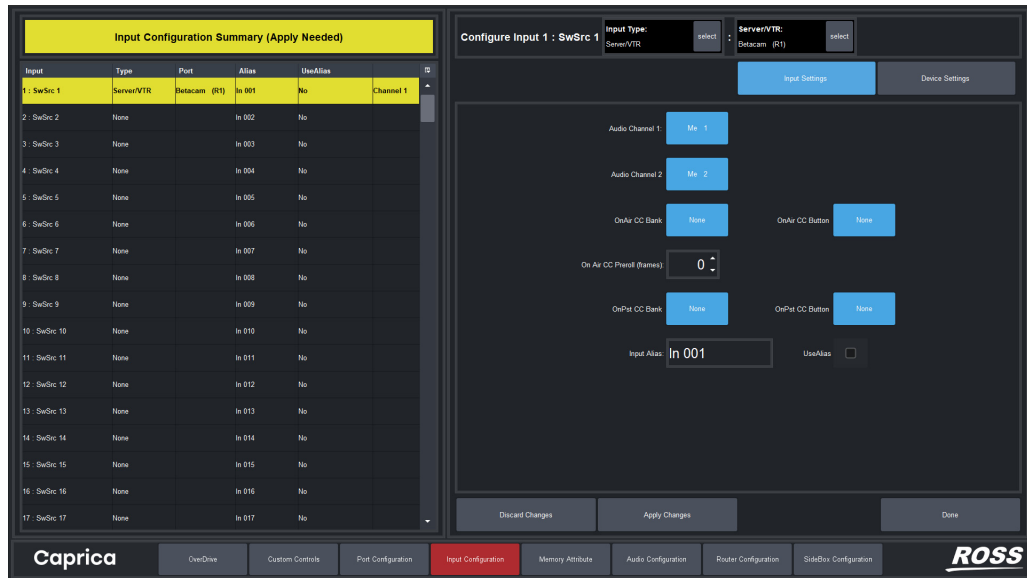 Input Configuration Summary (Apply Needed)
Input Type Port Alias UseAlias
1 : SwSrc 1 Server/VTR Betacam (R1) In 001 No Channel 1
2 : SwSrc 2 None In 002 No
3 : SwSrc 3 None In 003 No
4 : SwSrc 4 None In 004 No
5 : SwSrc 5 None In 005 No
6 : SwSrc 6 None In 006 No
7 : SwSrc 7 None In 007 No
8 : SwSrc 8 None In 008 No
9 : SwSrc 9 None In 009 No
10 : SwSrc 10 None In 010 No
11 : SwSrc 11 None In 011 No
12 : SwSrc 12 None In 012 No
13 : SwSrc 13 None In 013 No
14 : SwSrc 14 None In 014 No
15 : SwSrc 15 None In 015 No
16 : SwSrc 16 None In 016 No
17 : SwSrc 17 None In 017 No
Configure Input 1 : SwSrc 1
Input Type:
Server/VTR
select
:
Server/VTR:
Betacam (R1)
select
Input Settings Device Settings
Audio Channel 1: Me 1
Audio Channel 2 Me 2
OnAir CC Bank None OnAir CC Button None
On Air CC Preroll (frames): 0
OnPst CC Bank None OnPst CC Button None
Input Alias: In 001 UseAlias
Discard Changes Apply Changes Done
Caprica OverDrive Custom Controls Port Configuration Input Configuration Memory Attribute Audio Configuration Router Configuration SideBox Configuration ROSS